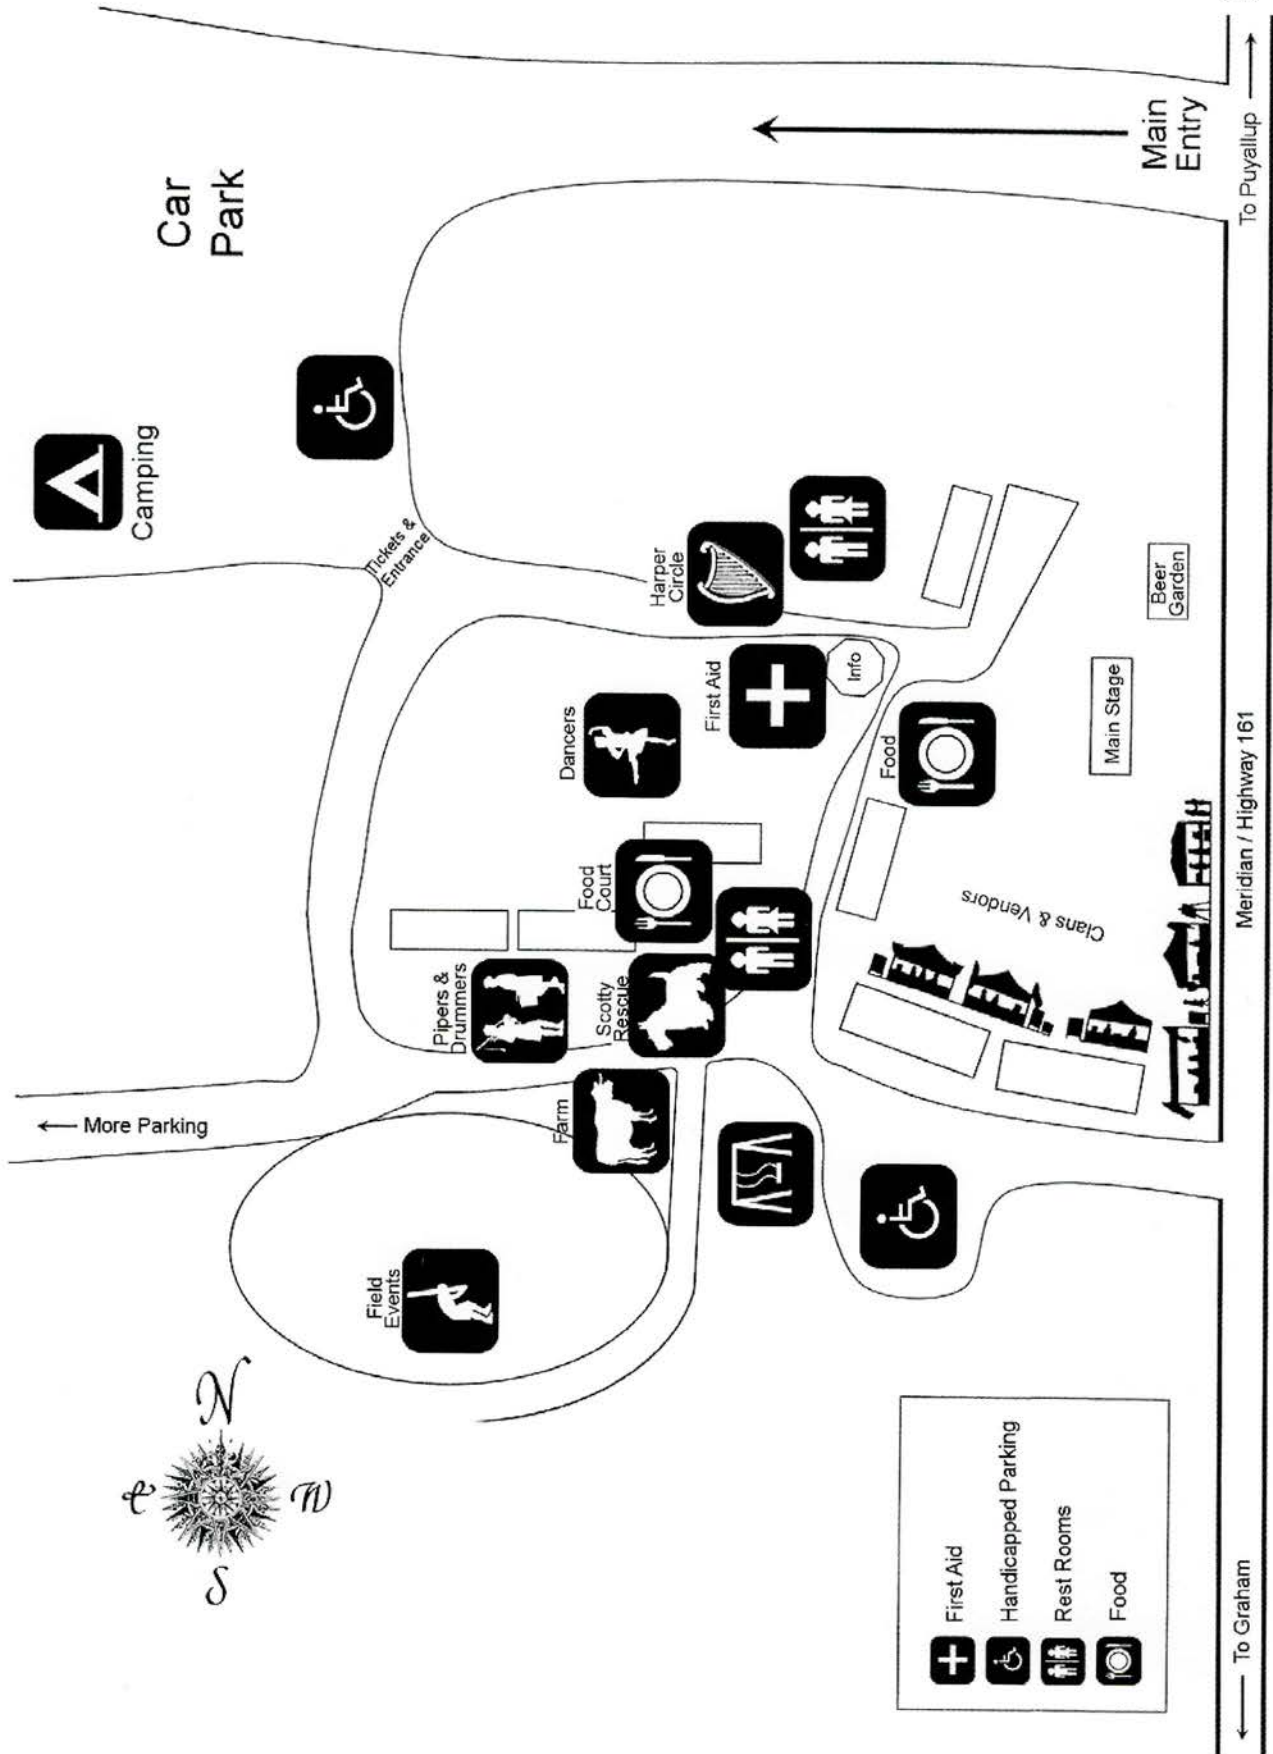 Camping
Car
Park
Tickets &
Entrance
Main
Entry
To Puyallup →
← More Parking
Pipers &
Drummers
Food
Court
Dancers
Harper
Circle
First Aid
Info
Scotty
Rescue
Farm
Field
Events
Food
Clans & Vendors
Main Stage
Beer
Garden
N
E
W
S
First Aid
Handicapped Parking
Rest Rooms
Food
← To Graham
Meridian / Highway 161